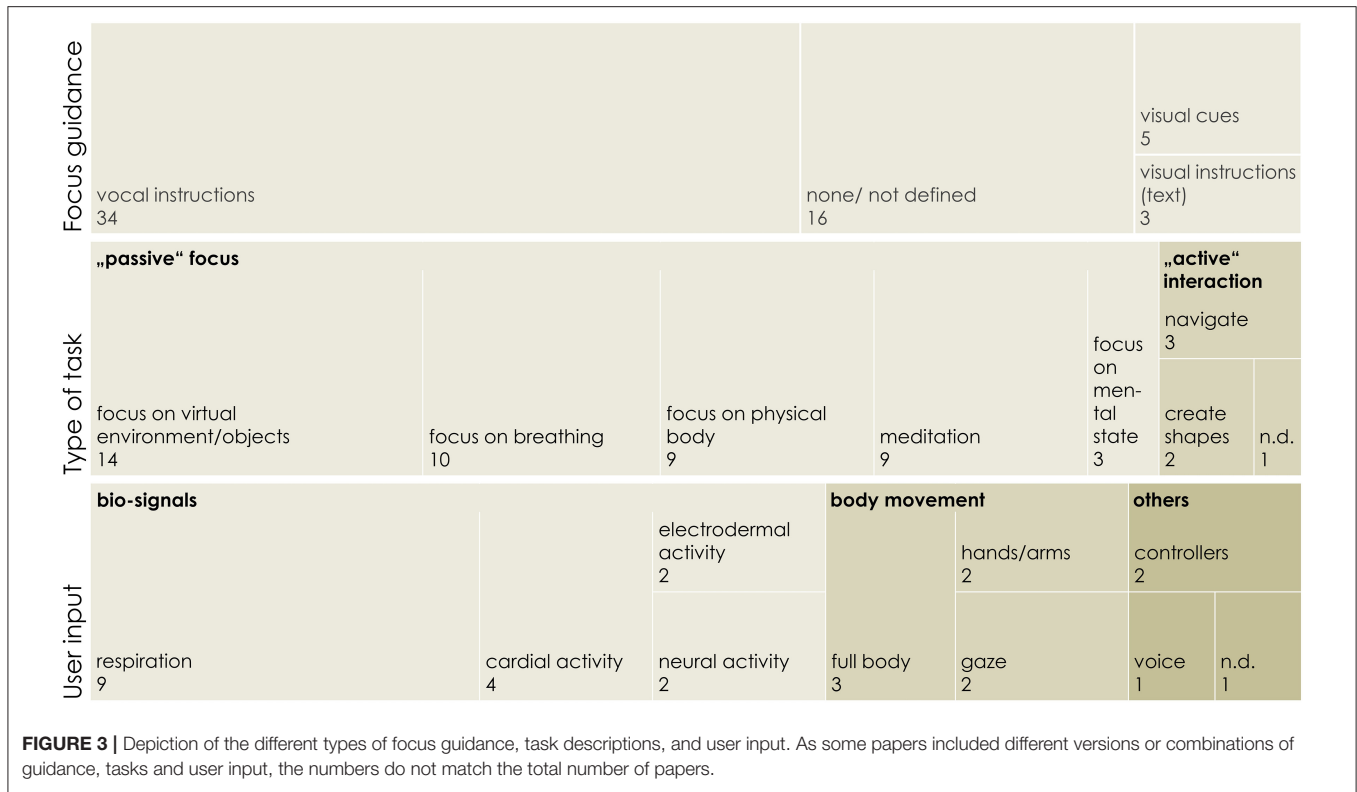 Focus guidance
vocal instructions
34
none/ not defined
16
visual cues
5
visual instructions
(text)
3
Type of task
„passive“ focus
focus on virtual
environment/objects
14
focus on breathing
10
focus on physical
body
9
meditation
9
focus
on
men-
tal
state
3
„active“
interaction
navigate
3
create
shapes
2
n.d.
1
User input
bio-signals
respiration
9
cardial activity
4
electrodermal
activity
2
neural activity
2
body movement
full body
3
hands/arms
2
gaze
2
others
controllers
2
voice
1
n.d.
1
FIGURE 3 | Depiction of the different types of focus guidance, task descriptions, and user input. As some papers included different versions or combinations of
guidance, tasks and user input, the numbers do not match the total number of papers.